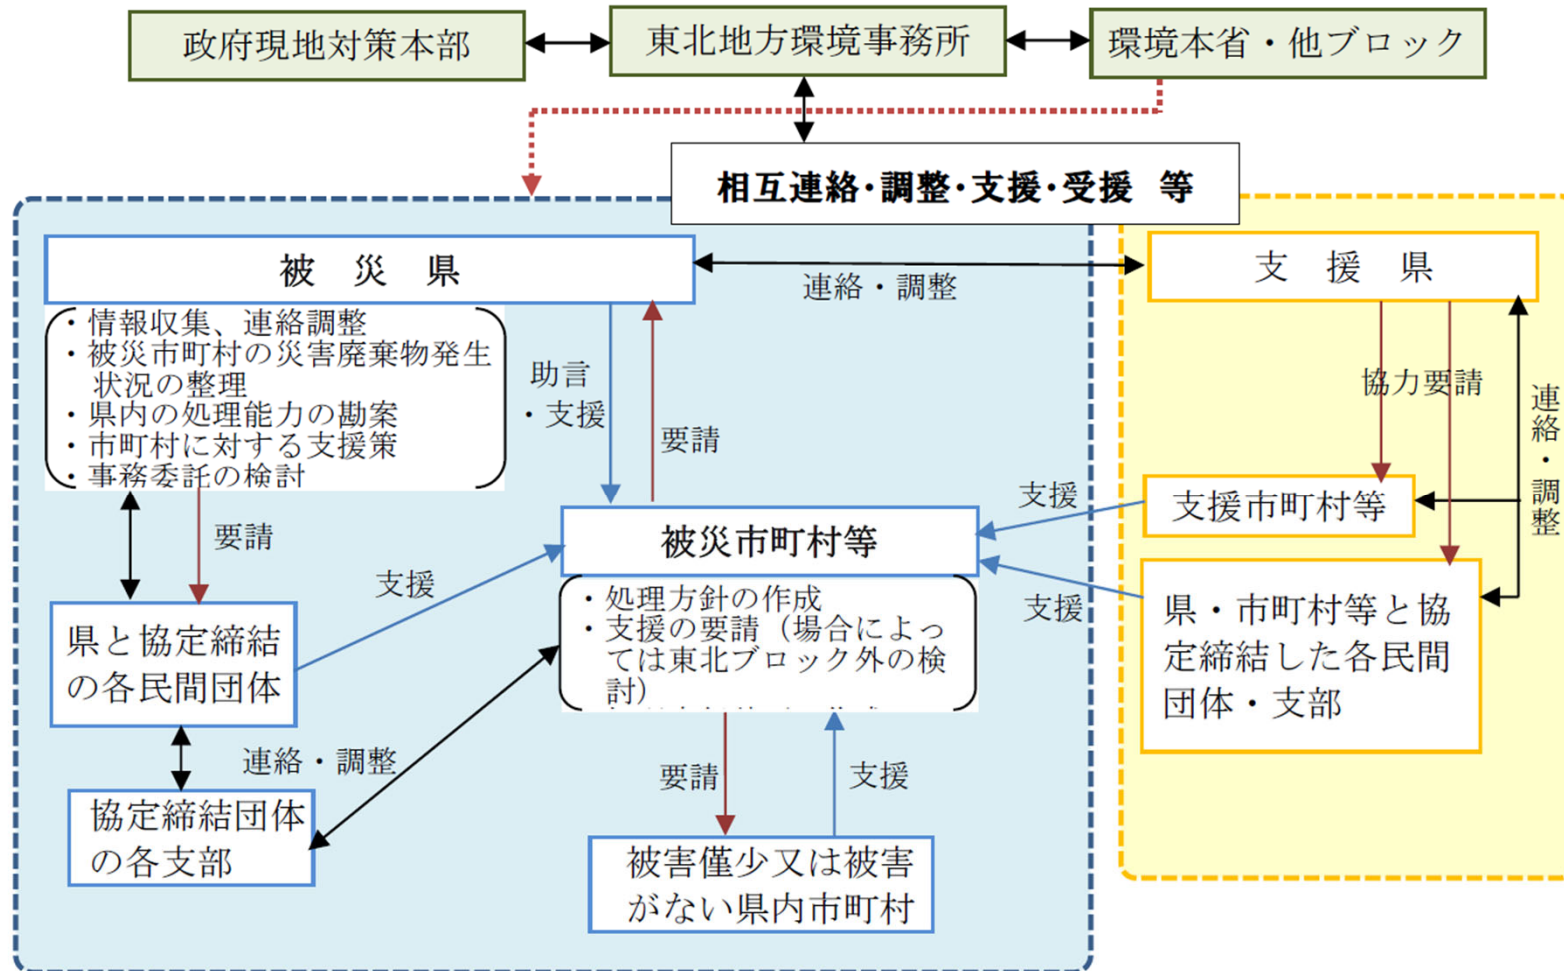 政府現地対策本部
東北地方環境事務所
環境本省・他ブロック
相互連絡・調整・支援・受援 等
被 災 県
連絡・調整
支 援 県
・情報収集、連絡調整
・被災市町村の災害廃棄物発生
状況の整理
・県内の処理能力の勘案
・市町村に対する支援策
・事務委託の検討
助言
・支援
要請
協力要請
連絡・調整
要請
支援
被災市町村等
支援
支援市町村等
・処理方針の作成
・支援の要請（場合によっ
ては東北ブロック外の検
討）
支援
県・市町村等と協
定締結した各民間
団体・支部
県と協定締結
の各民間団体
連絡・調整
協定締結団体
の各支部
要請
支援
被害僅少又は被害
がない県内市町村